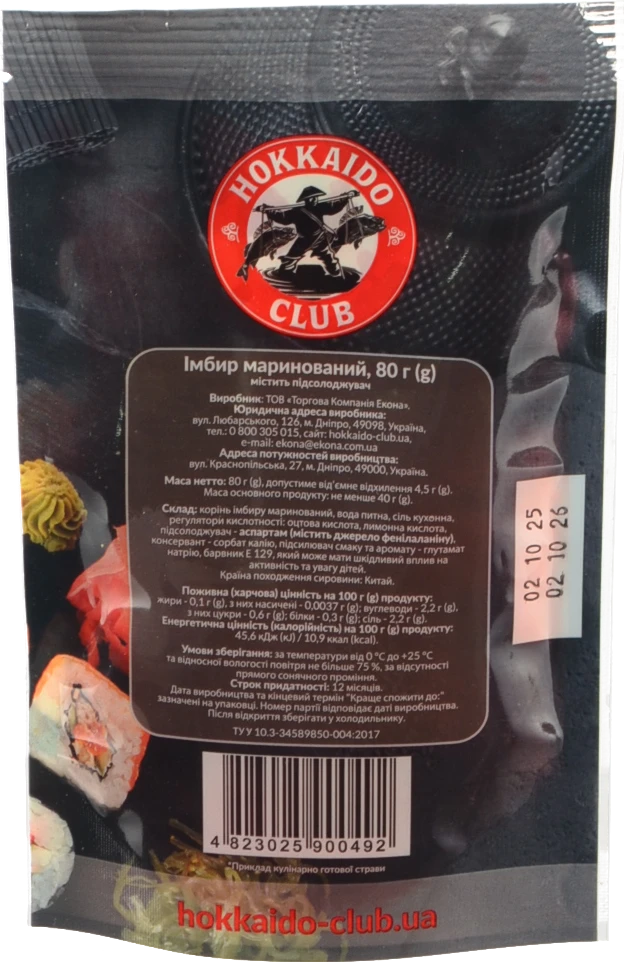 HOKKAIDO
CLUB
Імбир маринований, 80 г (g)
містить підсолоджувач
Виробник: ТОВ «Торгова Компанія Екона».
Юридична адреса виробника:
вул. Любарського, 126, м. Дніпро, 49098, Україна,
тел.: 0 800 305 015, сайт: hokkaido-club.ua,
e-mail: ekona@ekona.com.ua
Адреса потужностей виробництва:
вул. Краснопільська, 27, м. Дніпро, 49000, Україна.
Маса нетто: 80 г (g), допустиме від’ємне відхилення 4,5 г (g).
Маса основного продукту: не менше 40 г (g).
Склад: корінь імбиру маринований, вода питна, сіль кухонна,
регулятори кислотності: оцтова кислота, лимонна кислота,
підсолоджувач - аспартам (містить джерело фенілаланіну),
консервант - сорбат калію, підсилювач смаку та аромату - глутамат
натрію, барвник Е 129, який може мати шкідливий вплив на
активність та увагу дітей.
Країна походження сировини: Китай.
Поживна (харчова) цінність на 100 г (g) продукту:
жири - 0,1 г (g), з них насичені - 0,0037 г (g); вуглеводи - 2,2 г (g),
з них цукри - 0,6 г (g); білки - 0,3 г (g); сіль - 2,2 г (g).
Енергетична цінність (калорійність) на 100 г (g) продукту:
45,6 кДж (kJ) / 10,9 ккал (kcal).
Умови зберігання: за температури від 0 °С до +25 °С
та відносної вологості повітря не більше 75 %, за відсутності
прямого сонячного проміння.
Строк придатності: 12 місяців.
Дата виробництва та кінцевий термін "Краще спожити до:"
зазначені на упаковці. Номер партії відповідає даті виробництва.
Після відкриття зберігати у холодильнику.
ТУ У 10.3-34589850-004:2017
02 10 25
02 10 26
4 823025 900492
*Приклад кулінарно готової страви
hokkaido-club.ua